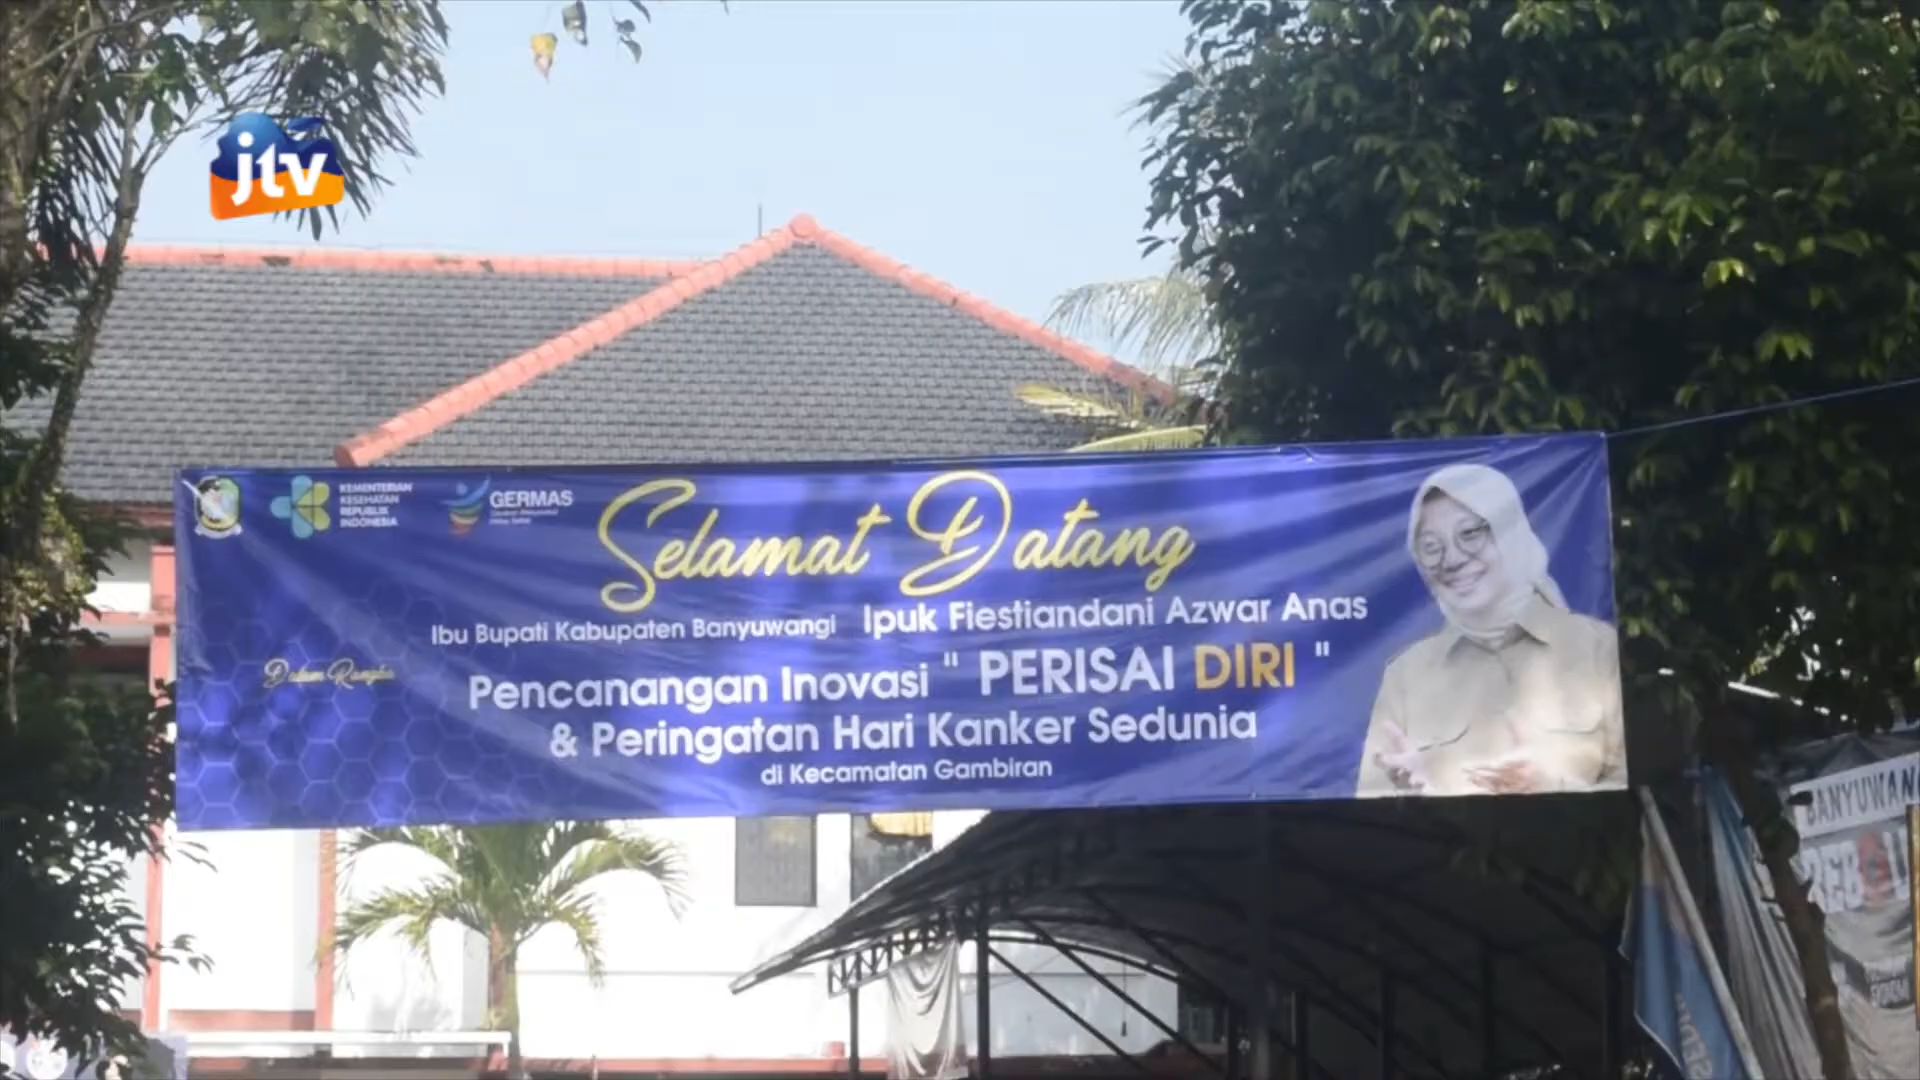 jtv
KEMENTERIAN
KESEHATAN
REPUBLIK
INDONESIA
GERMAS
Selamat Datang
Ibu Bupati Kabupaten Banyuwangi Ipuk Fiestiandani Azwar Anas
Dalam Rangka
Pencanangan Inovasi " PERISAI DIRI "
& Peringatan Hari Kanker Sedunia
di Kecamatan Gambiran
BANYUWAN
REB